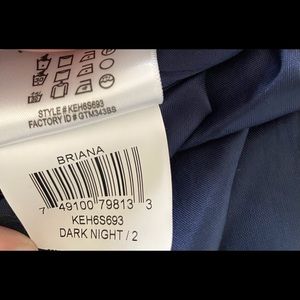 STYLE # KEH6S693
FACTORY ID # GTM343BS
BRIANA
7 49100 79813 3
KEH6S693
DARK NIGHT / 2